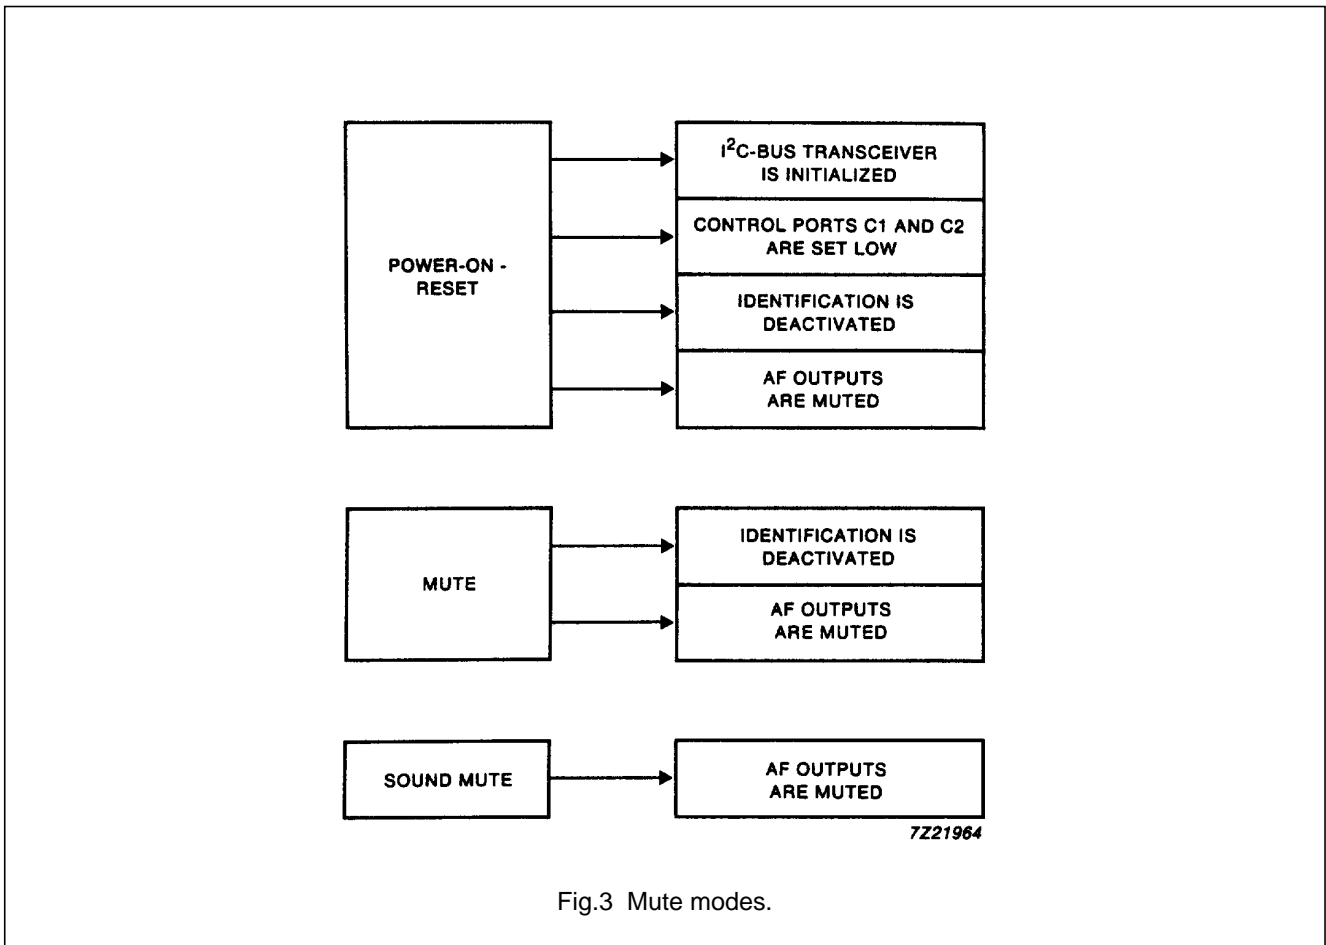 POWER-ON -
RESET
I²C-BUS TRANSCEIVER
IS INITIALIZED
CONTROL PORTS C1 AND C2
ARE SET LOW
IDENTIFICATION IS
DEACTIVATED
AF OUTPUTS
ARE MUTED
MUTE
IDENTIFICATION IS
DEACTIVATED
AF OUTPUTS
ARE MUTED
SOUND MUTE
AF OUTPUTS
ARE MUTED
7Z21964
Fig.3 Mute modes.